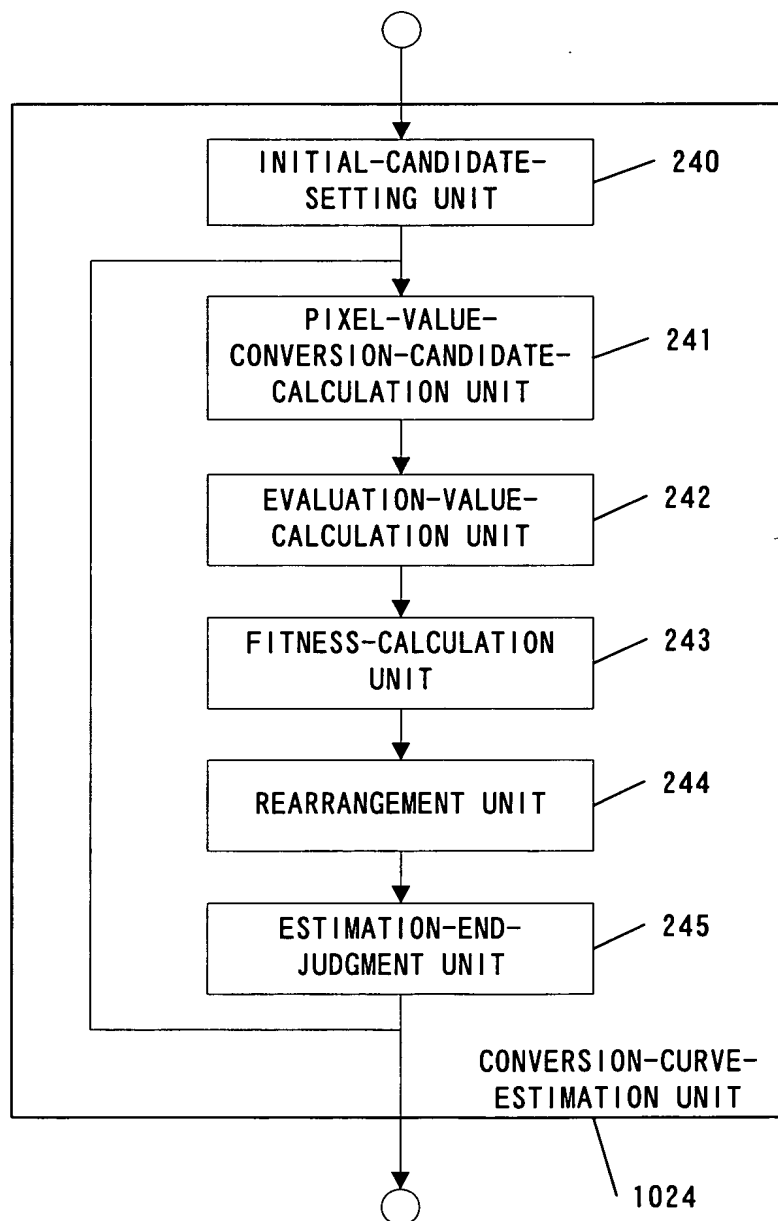 INITIAL-CANDIDATE-
SETTING UNIT
240
PIXEL-VALUE-
CONVERSION-CANDIDATE-
CALCULATION UNIT
241
EVALUATION-VALUE-
CALCULATION UNIT
242
FITNESS-CALCULATION
UNIT
243
REARRANGEMENT UNIT
244
ESTIMATION-END-
JUDGMENT UNIT
245
CONVERSION-CURVE-
ESTIMATION UNIT
1024